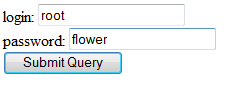 login: root
password: flower
Submit Query